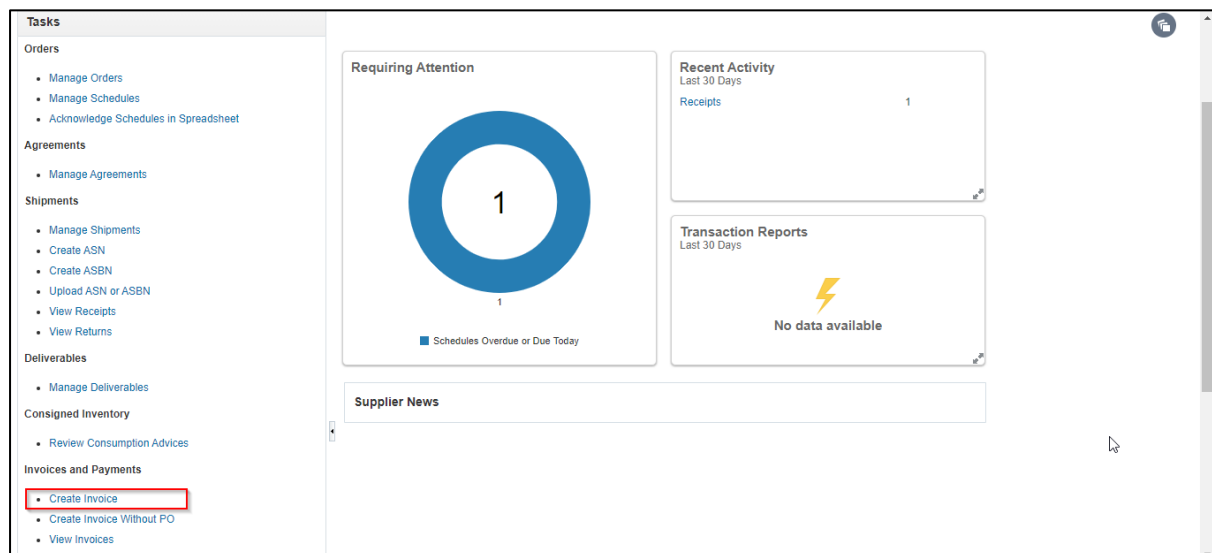 Tasks
Orders
Manage Orders
Manage Schedules
Acknowledge Schedules in Spreadsheet
Agreements
Manage Agreements
Shipments
Manage Shipments
Create ASN
Create ASBN
Upload ASN or ASBN
View Receipts
View Returns
Deliverables
Manage Deliverables
Consigned Inventory
Review Consumption Advices
Invoices and Payments
Create Invoice
Create Invoice Without PO
View Invoices
Requiring Attention
1
1
Schedules Overdue or Due Today
Recent Activity
Last 30 Days
Receipts 1
Transaction Reports
Last 30 Days
No data available
Supplier News